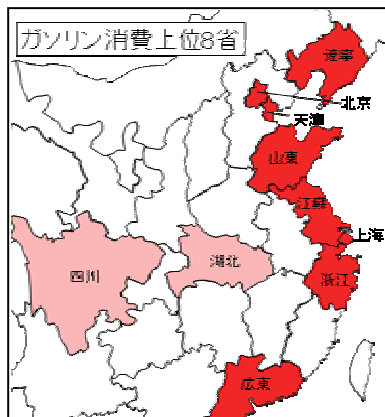 ガソリン消費上位8省
遼寧
北京
天津
山東
江蘇
上海
四川
湖北
浙江
広東